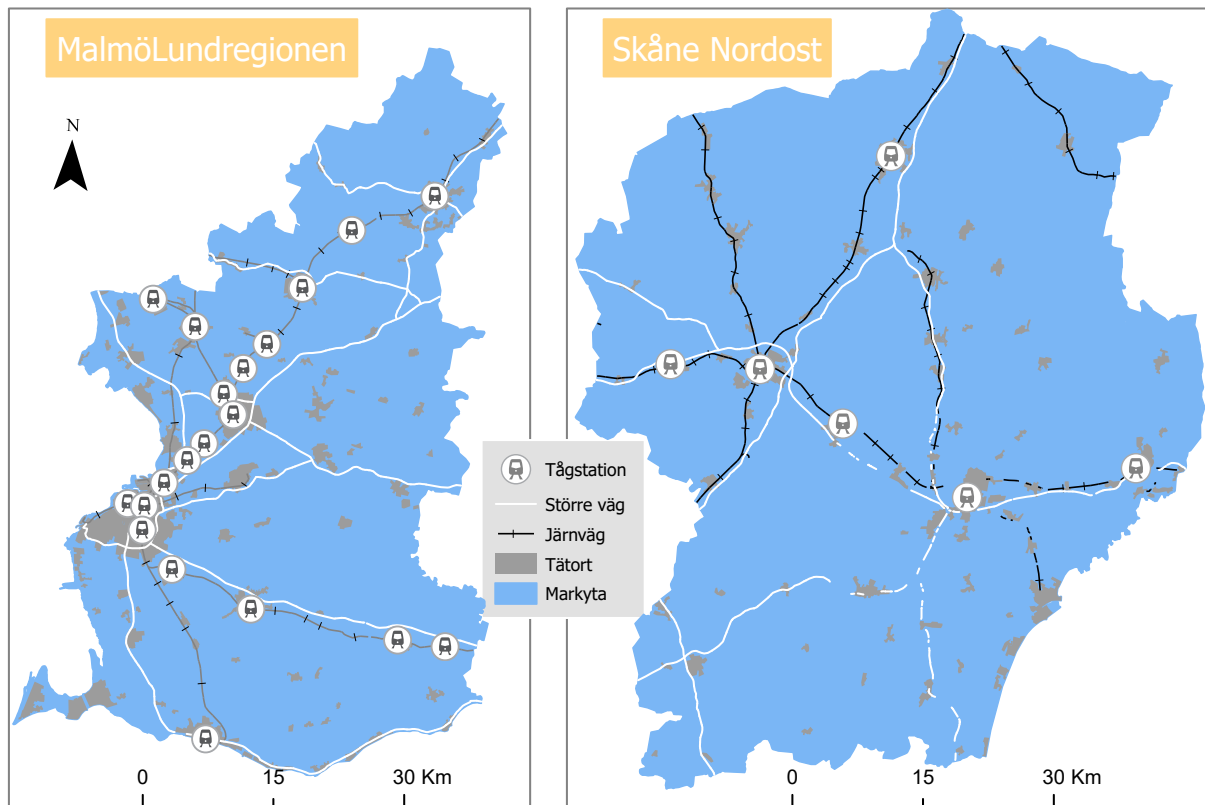 MalmöLundregionen
N
0 15 30 Km
Skåne Nordost
0 15 30 Km
Tågstation
Större väg
Järnväg
Tätort
Markyta